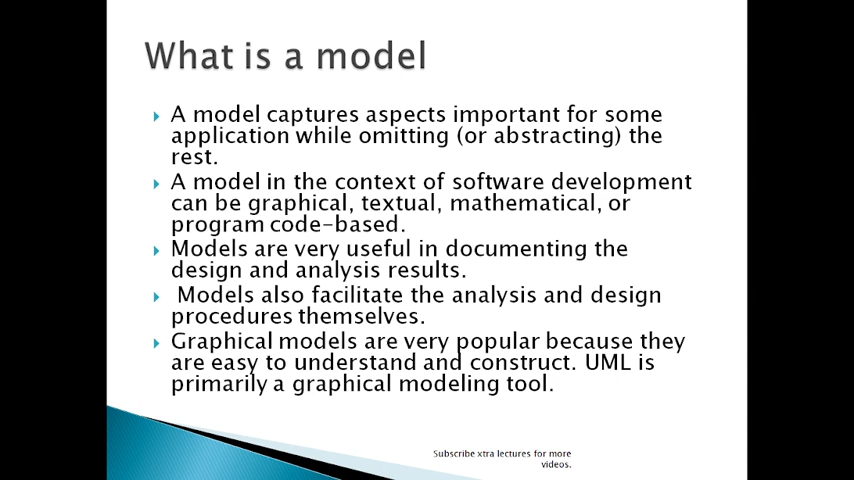 What is a model
A model captures aspects important for some
application while omitting (or abstracting) the
rest.
A model in the context of software development
can be graphical, textual, mathematical, or
program code-based.
Models are very useful in documenting the
design and analysis results.
Models also facilitate the analysis and design
procedures themselves.
Graphical models are very popular because they
are easy to understand and construct. UML is
primarily a graphical modeling tool.
Subscribe xtra lectures for more
videos.